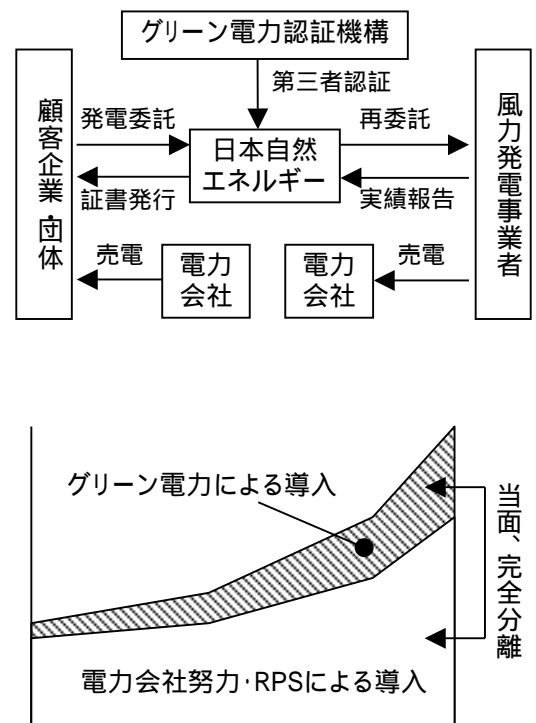 グリーン電力認証機構
第三者認証
顧客企業・団体
発電委託
証書発行
日本自然
エネルギー
再委託
実績報告
風力発電事業者
売電
電力
会社
電力
会社
売電
グリーン電力による導入
当面、完全分離
電力会社努力・RPSによる導入